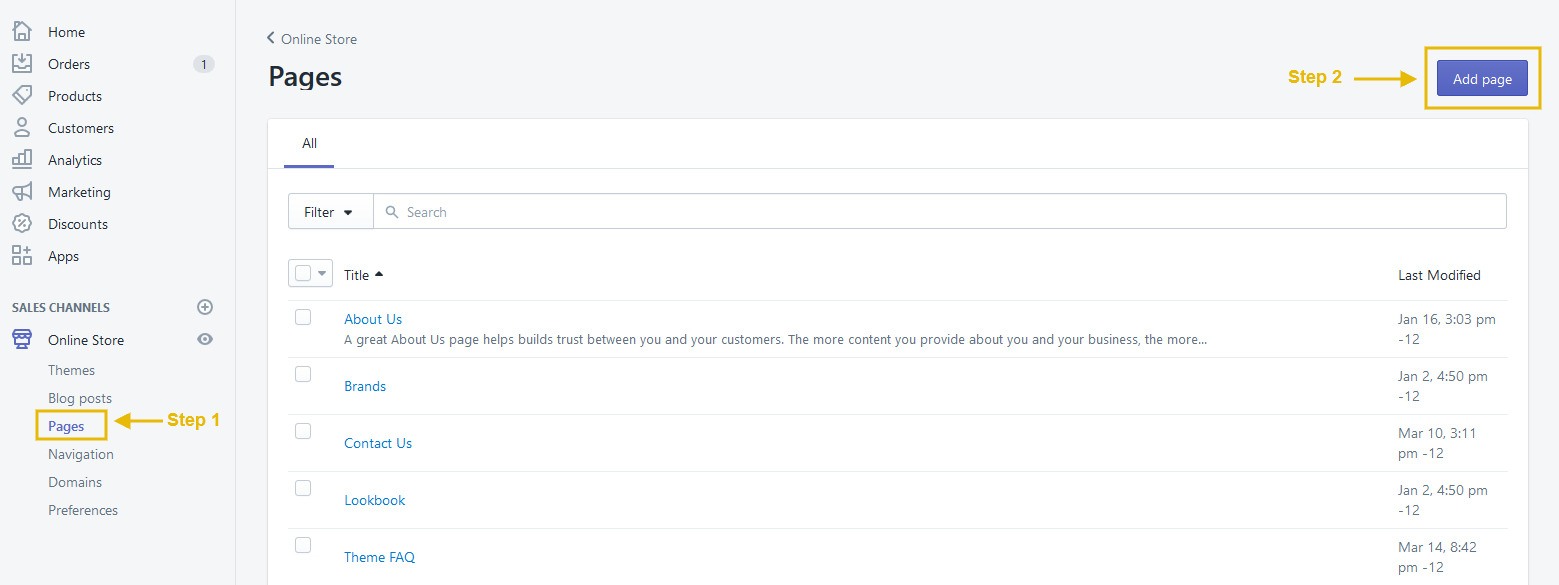 Home
Orders 1
Products
Customers
Analytics
Marketing
Discounts
Apps
SALES CHANNELS
Online Store
Themes
Blog posts
Pages
Step 1
Navigation
Domains
Preferences
Online Store
Pages
Step 2
Add page
All
Filter
Search
Title
Last Modified
About Us
A great About Us page helps builds trust between you and your customers. The more content you provide about you and your business, the more...
Jan 16, 3:03 pm
-12
Brands
Jan 2, 4:50 pm
-12
Contact Us
Mar 10, 3:11
pm -12
Lookbook
Jan 2, 4:50 pm
-12
Theme FAQ
Mar 14, 8:42
pm -12